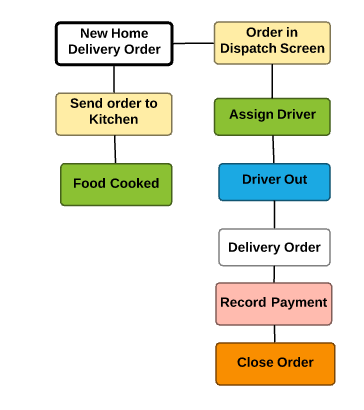 New Home
Delivery Order
Order in
Dispatch Screen
Send order to
Kitchen
Assign Driver
Food Cooked
Driver Out
Delivery Order
Record Payment
Close Order